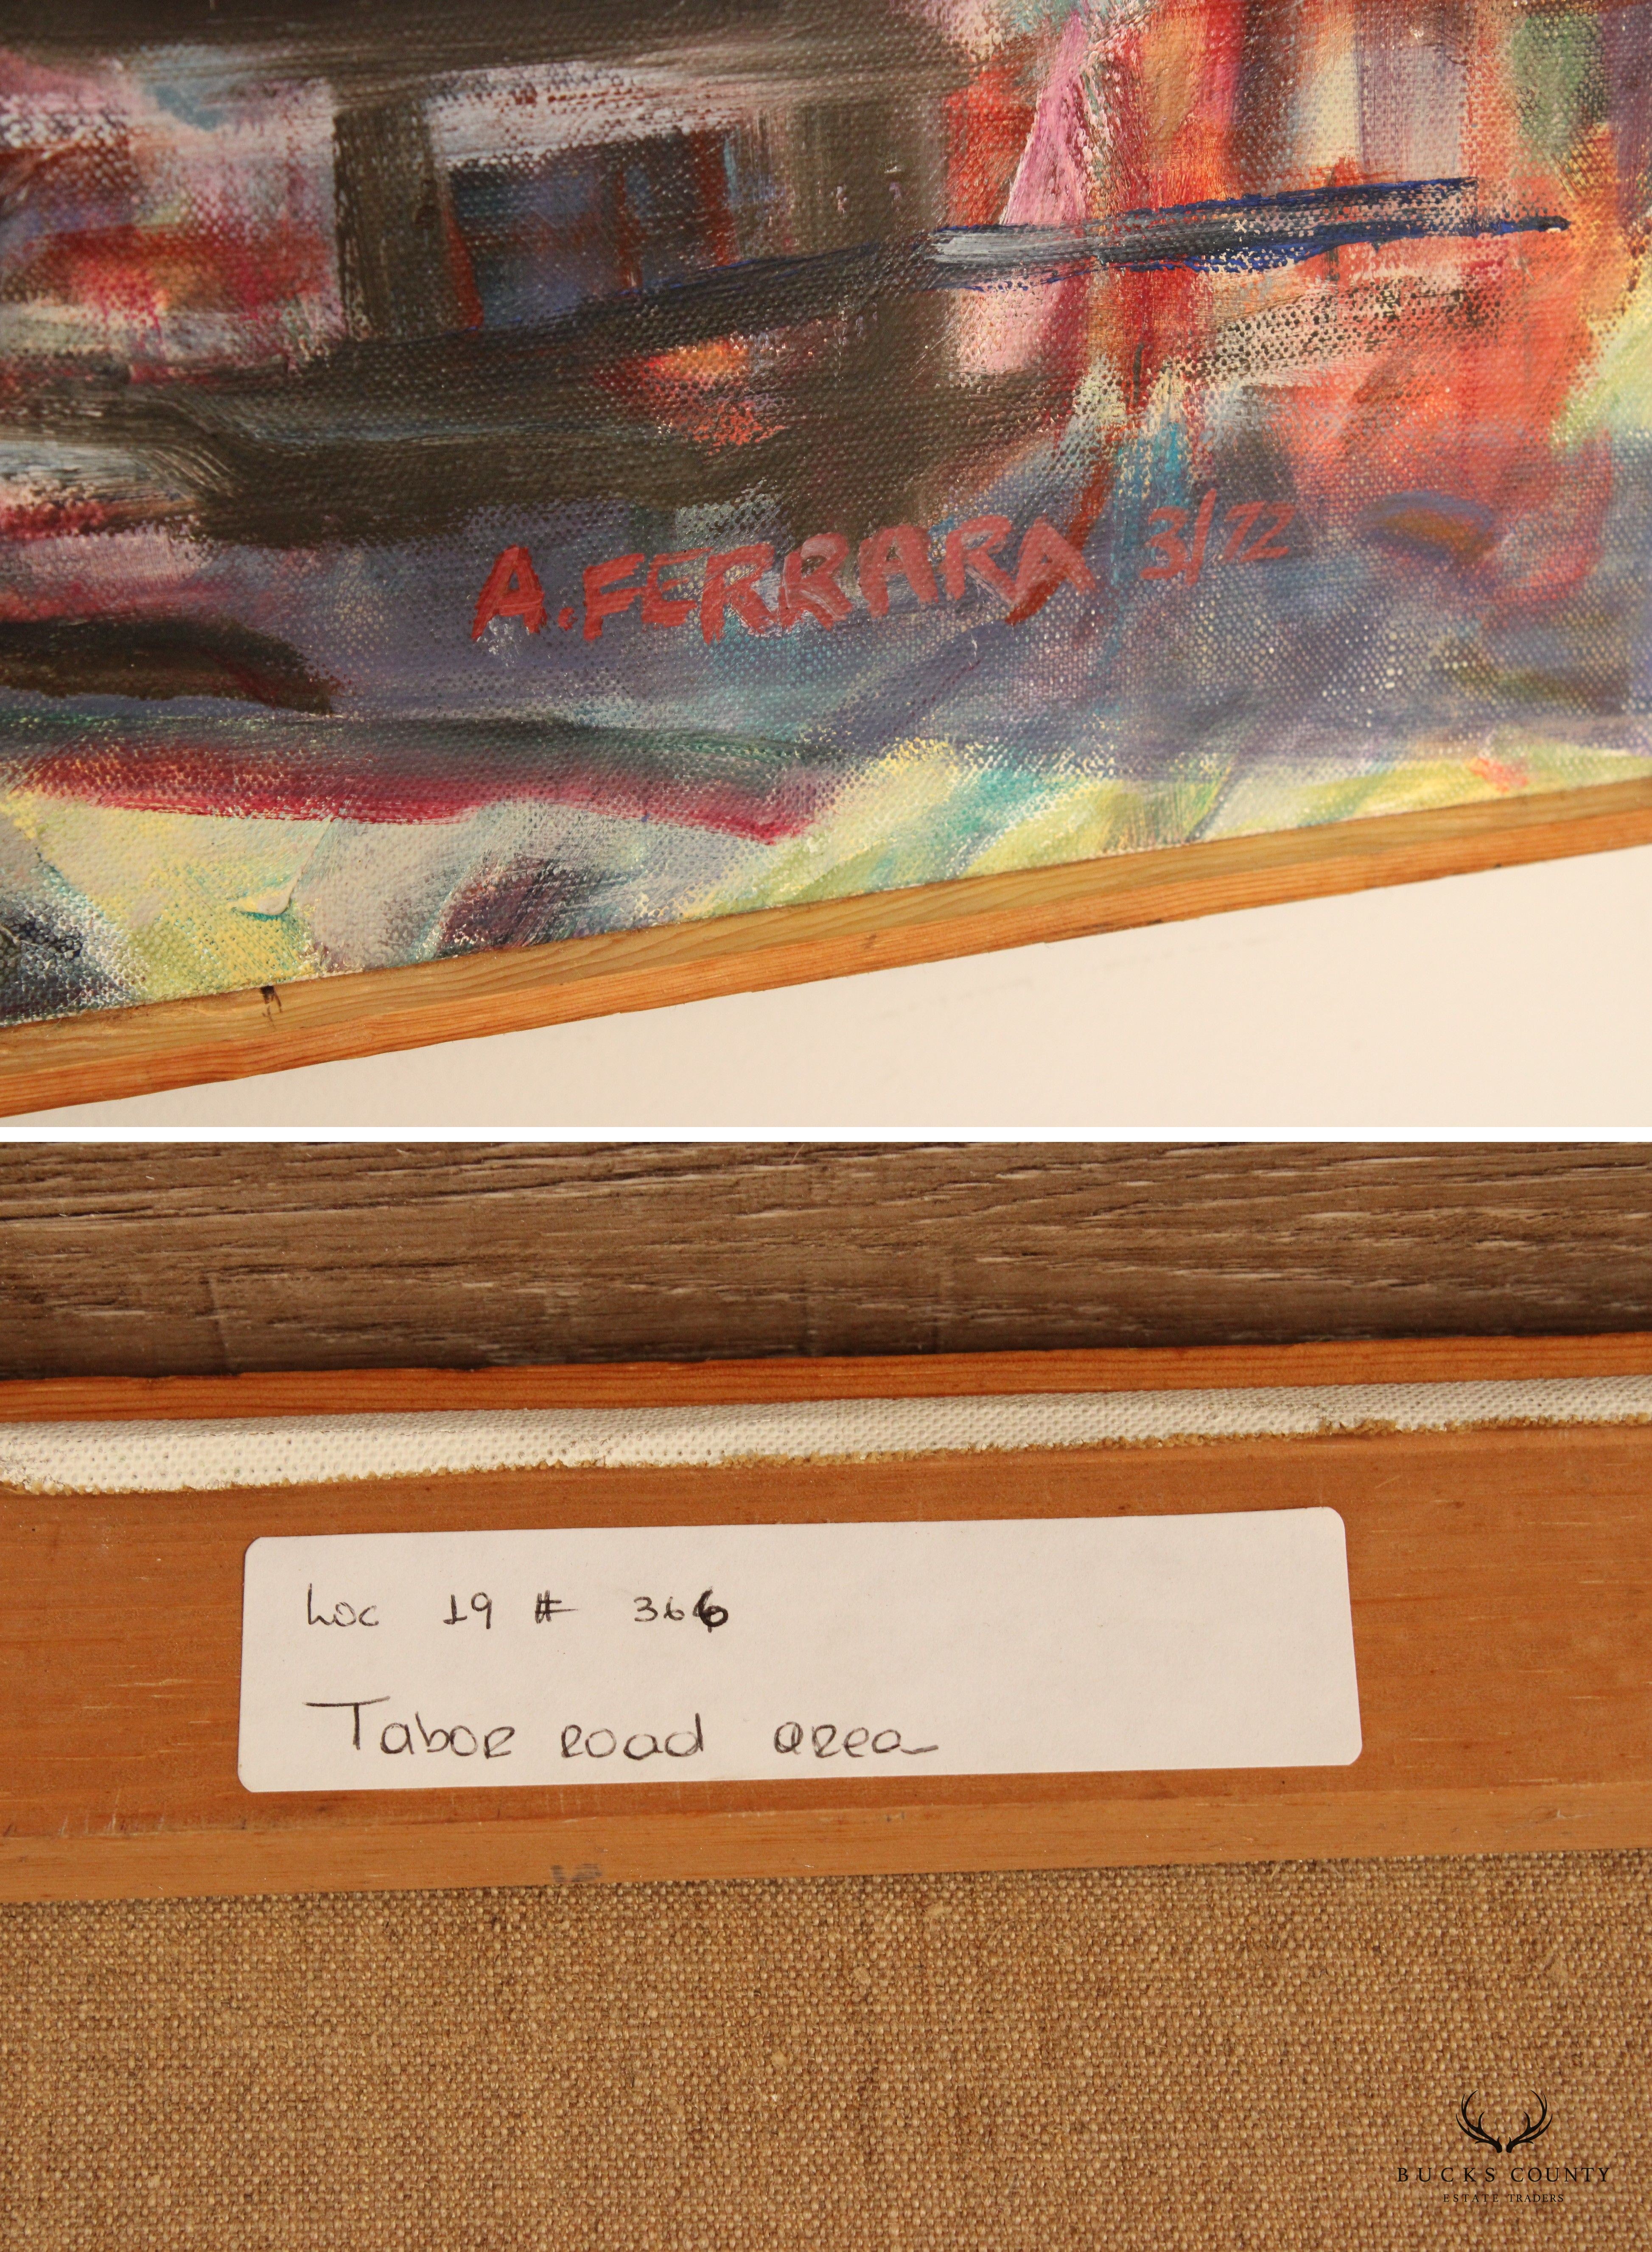 A. FERRARA 3/72
Loc 19 # 366
Tabor road area
BUCKS COUNTY
ESTATE TRADERS